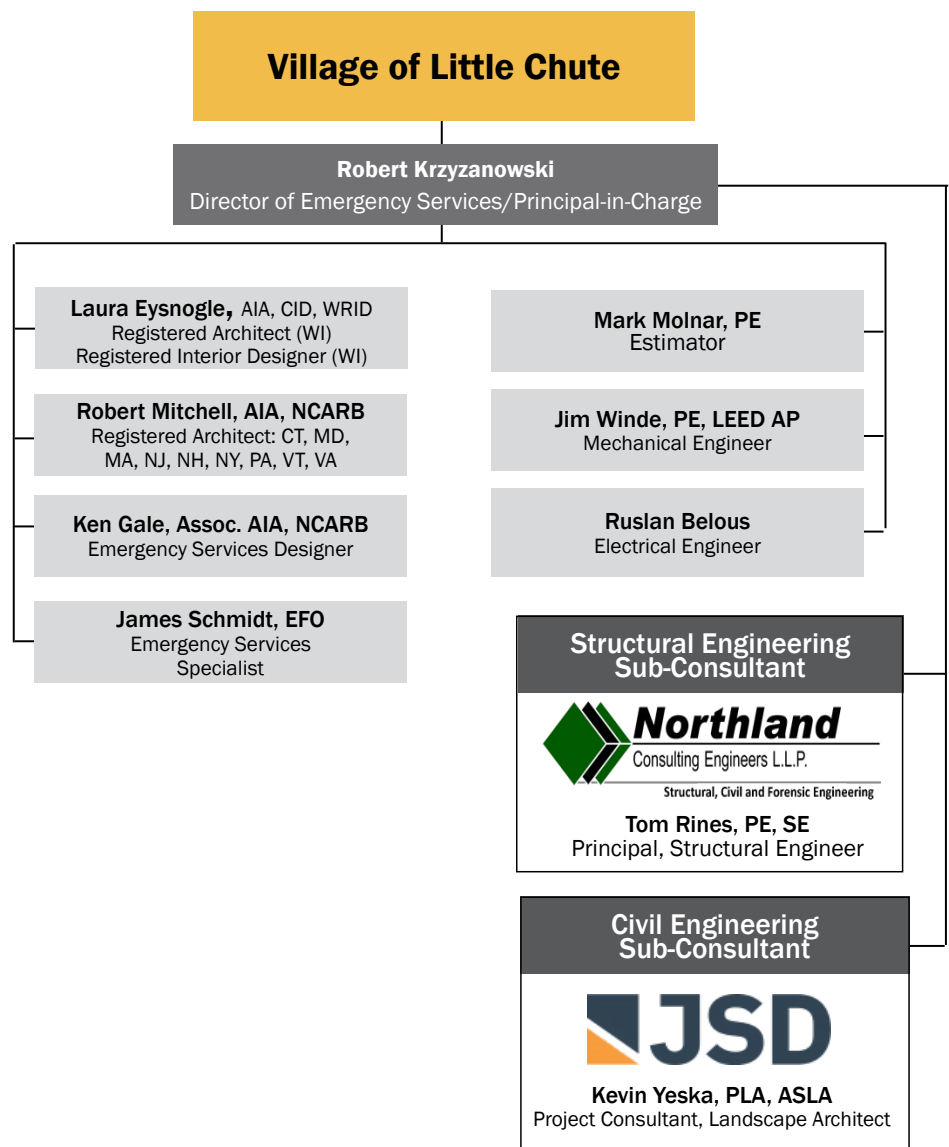 Village of Little Chute
Robert Krzyzanowski
Director of Emergency Services/Principal-in-Charge
Laura Eysnogle, AIA, CID, WRID
Registered Architect (WI)
Registered Interior Designer (WI)
Robert Mitchell, AIA, NCARB
Registered Architect: CT, MD,
MA, NJ, NH, NY, PA, VT, VA
Ken Gale, Assoc. AIA, NCARB
Emergency Services Designer
James Schmidt, EFO
Emergency Services
Specialist
Mark Molnar, PE
Estimator
Jim Winde, PE, LEED AP
Mechanical Engineer
Ruslan Belous
Electrical Engineer
Structural Engineering
Sub-Consultant
Northland
Consulting Engineers L.L.P.
Structural, Civil and Forensic Engineering
Tom Rines, PE, SE
Principal, Structural Engineer
Civil Engineering
Sub-Consultant
JSD
Kevin Yeska, PLA, ASLA
Project Consultant, Landscape Architect